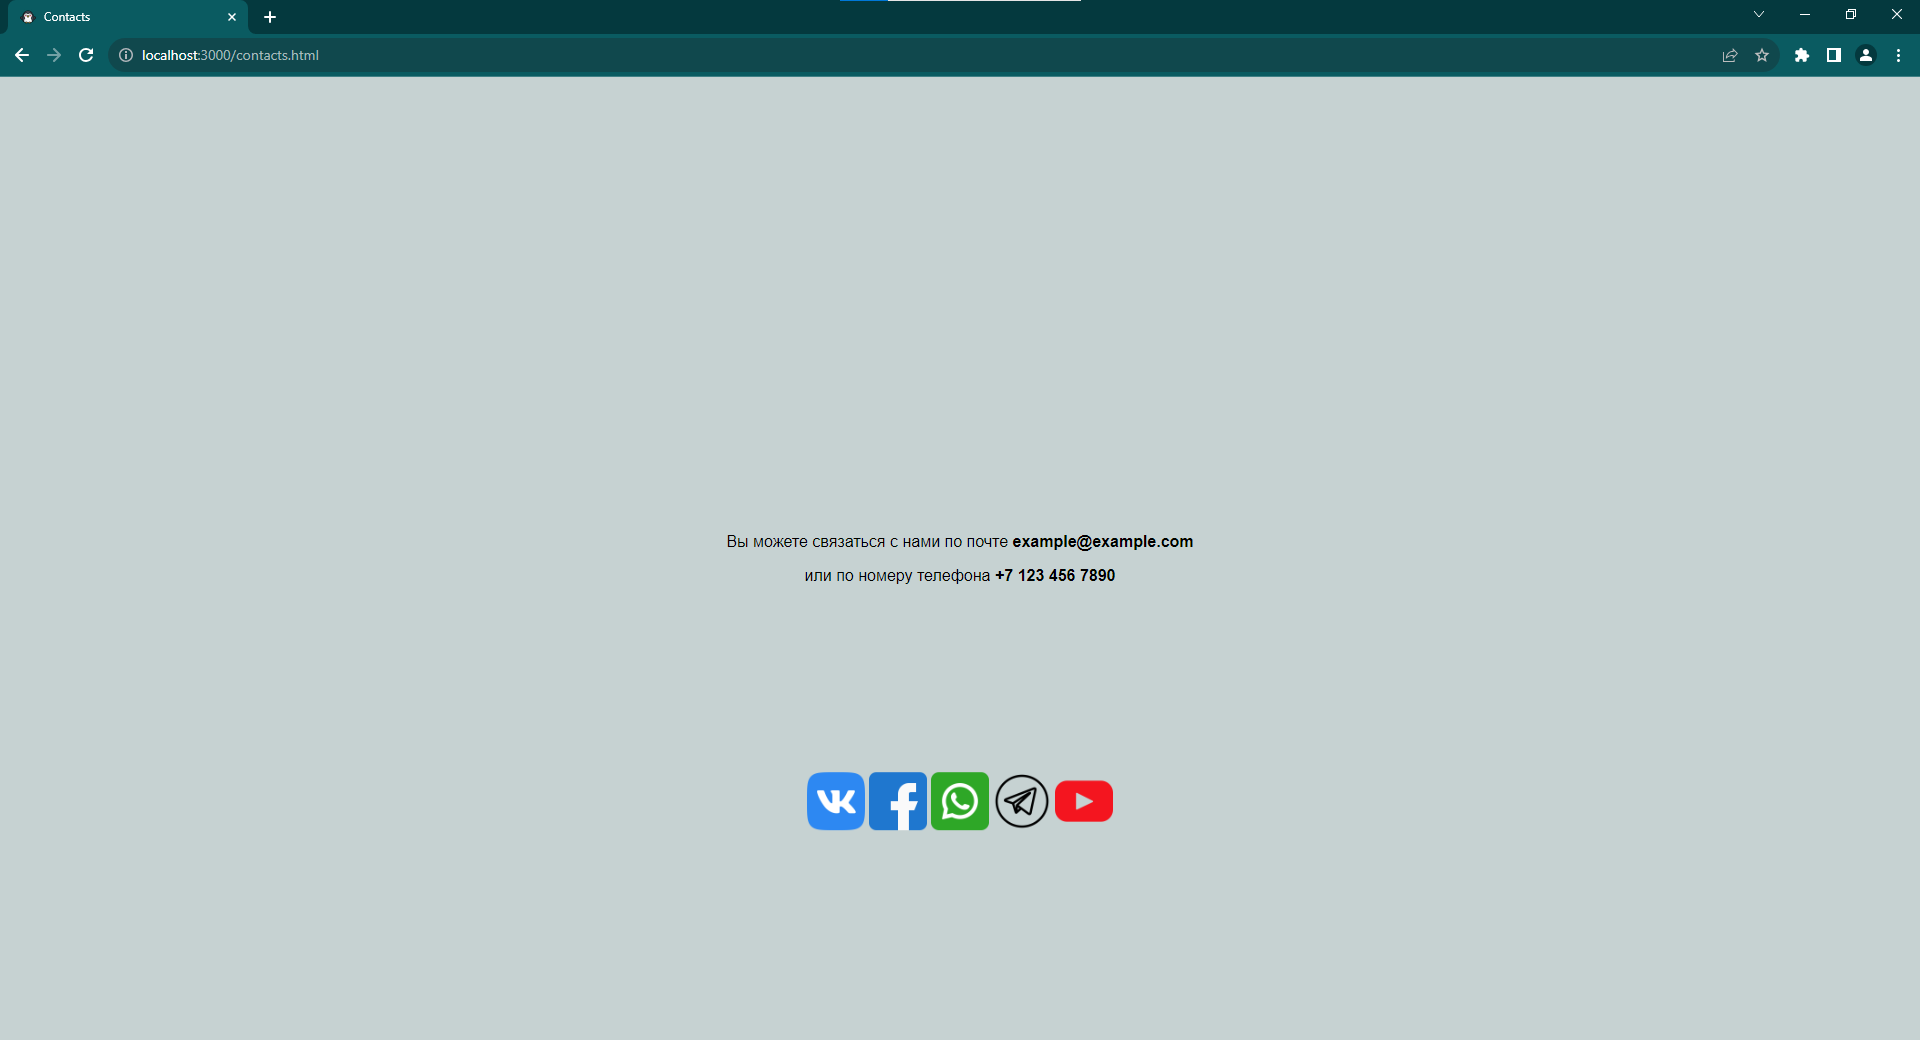 Contacts
localhost:3000/contacts.html
Вы можете связаться с нами по почте example@example.com
или по номеру телефона +7 123 456 7890